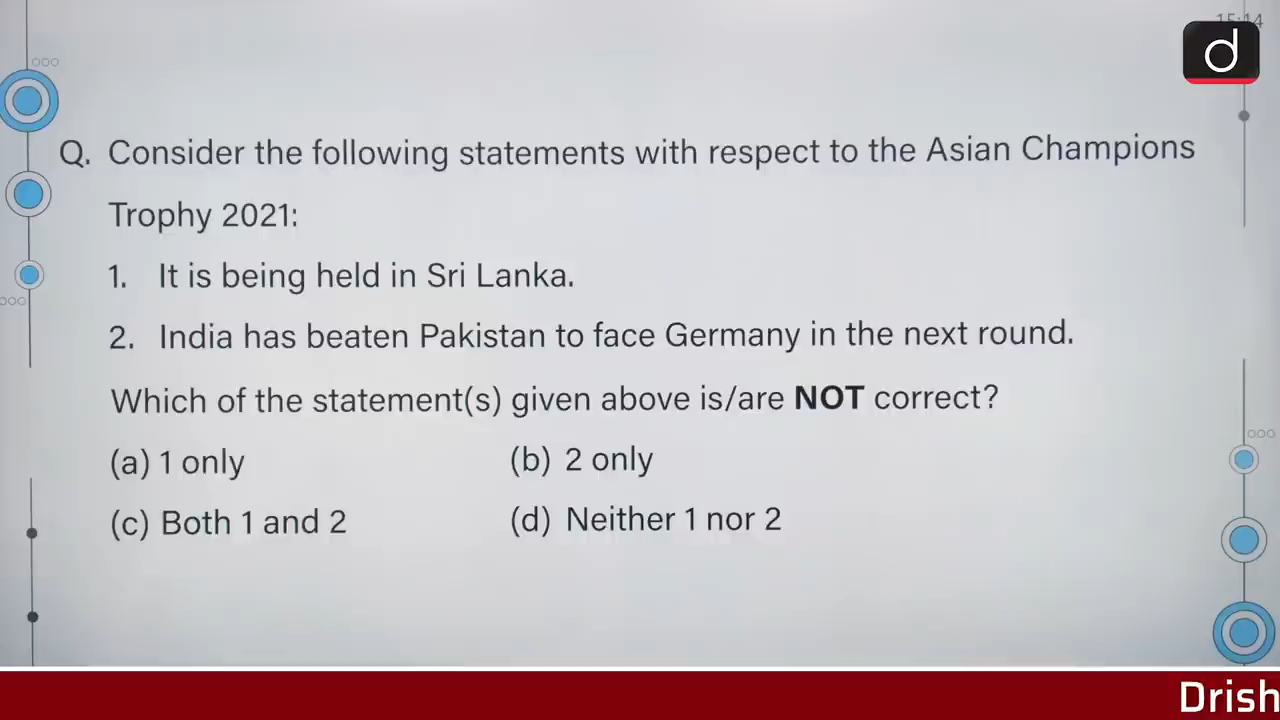 15:14
d
Q. Consider the following statements with respect to the Asian Champions
Trophy 2021:
1. It is being held in Sri Lanka.
2. India has beaten Pakistan to face Germany in the next round.
Which of the statement(s) given above is/are NOT correct?
(a) 1 only (b) 2 only
(c) Both 1 and 2 (d) Neither 1 nor 2
Drish